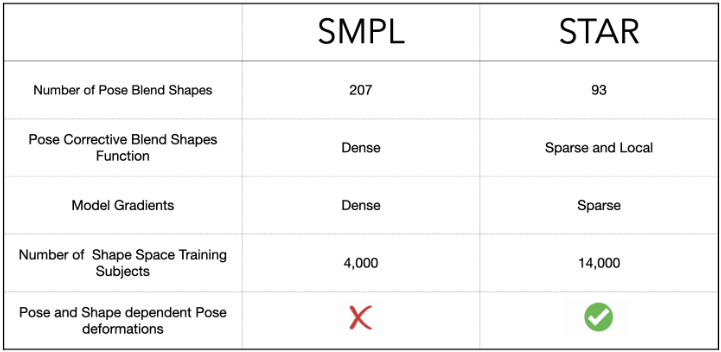 SMPL STAR
Number of Pose Blend Shapes 207 93
Pose Corrective Blend Shapes
Function Dense Sparse and Local
Model Gradients Dense Sparse
Number of Shape Space Training
Subjects 4,000 14,000
Pose and Shape dependent Pose
deformations